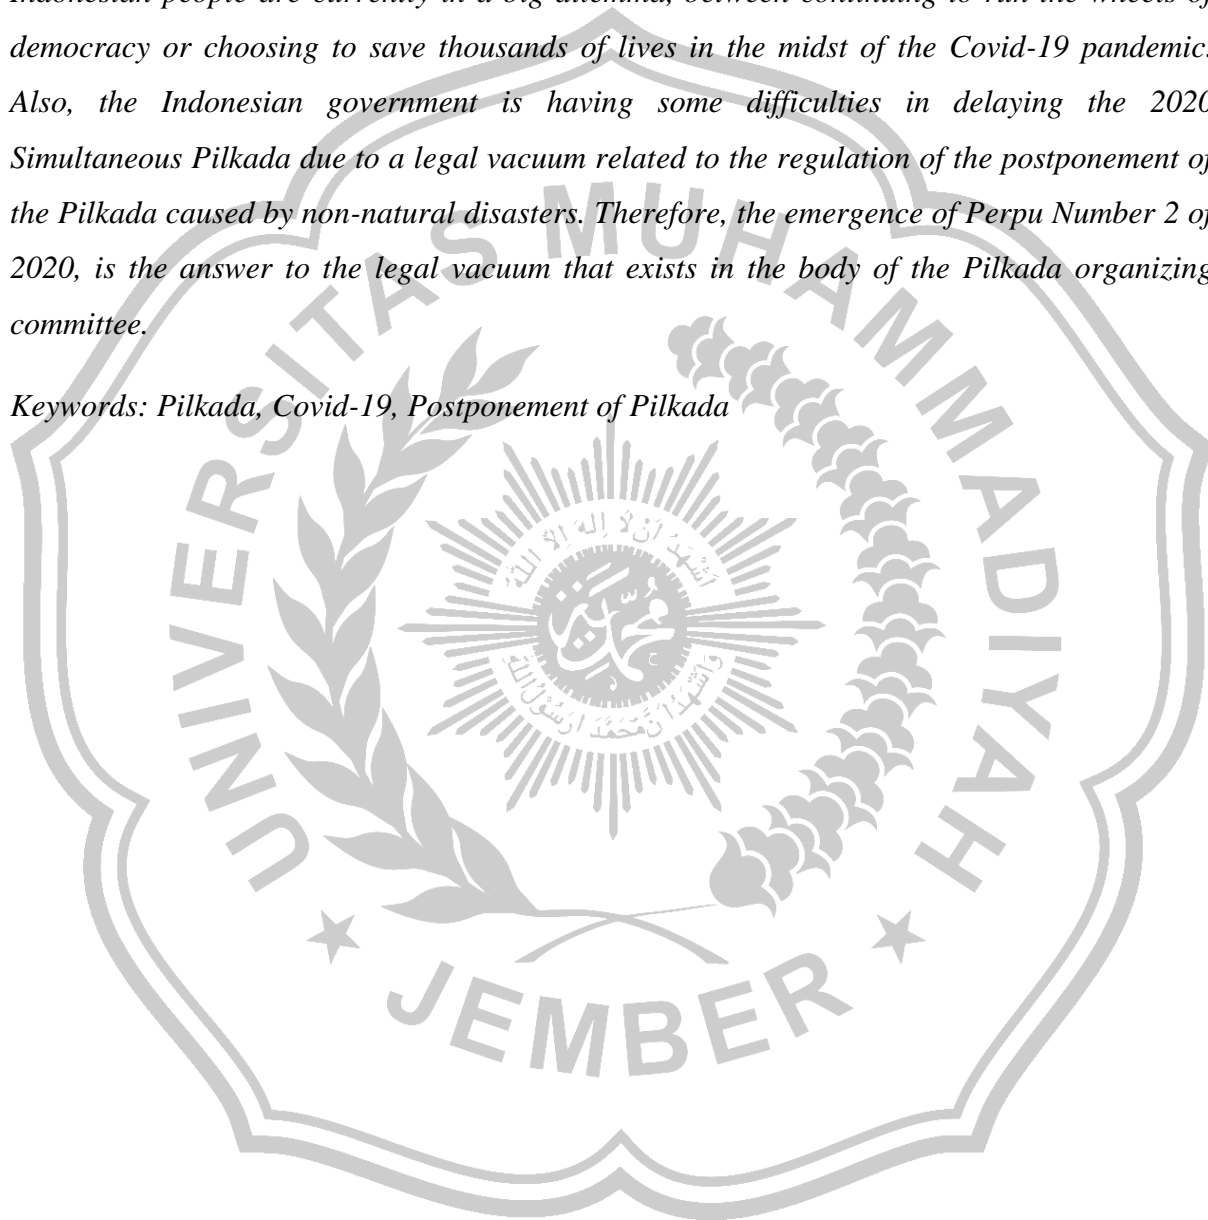 Indonesian people are currently in a big dilemma, between continuing to run the wheels of
democracy or choosing to save thousands of lives in the midst of the Covid-19 pandemic.
Also, the Indonesian government is having some difficulties in delaying the 2020
Simultaneous Pilkada due to a legal vacuum related to the regulation of the postponement of
the Pilkada caused by non-natural disasters. Therefore, the emergence of Perpu Number 2 of
2020, is the answer to the legal vacuum that exists in the body of the Pilkada organizing
committee.
Keywords: Pilkada, Covid-19, Postponement of Pilkada
UNIVERSITAS MUHAMMADIYAH
اَشْهَدُ اَنْ لَا اِلٰهَ اِلَّا اللّٰهُ
وَاَشْهَدُ اَنَّ مُحَمَّدًا رَسُوْلُ اللّٰهِ
JEMBER